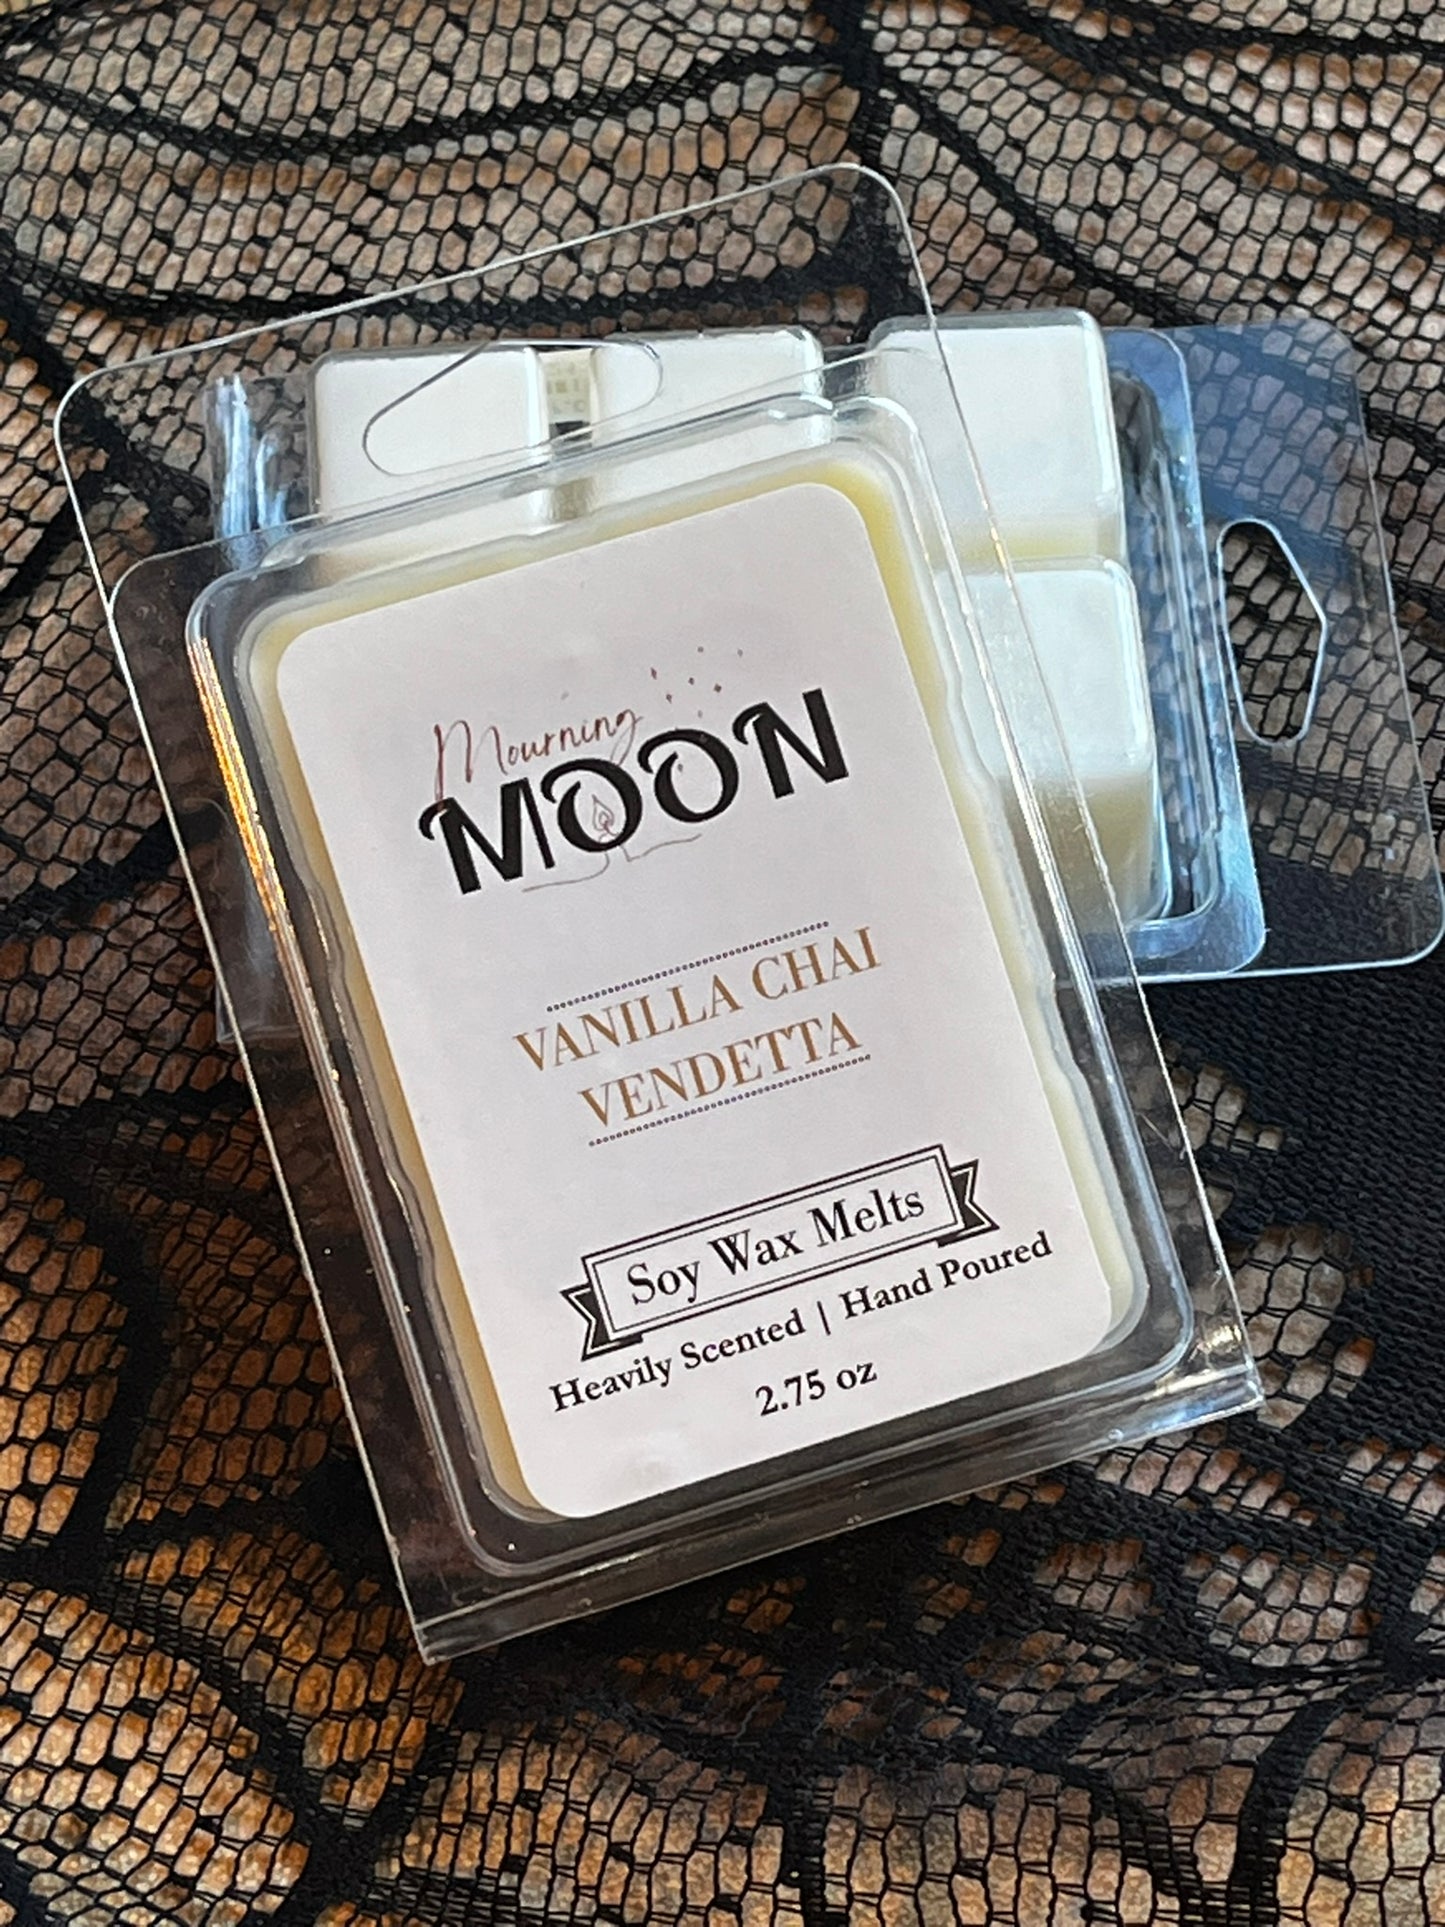 Mourning
MOON
VANILLA CHAI
VENDETTA
Soy Wax Melts
Heavily Scented | Hand Poured
2.75 oz